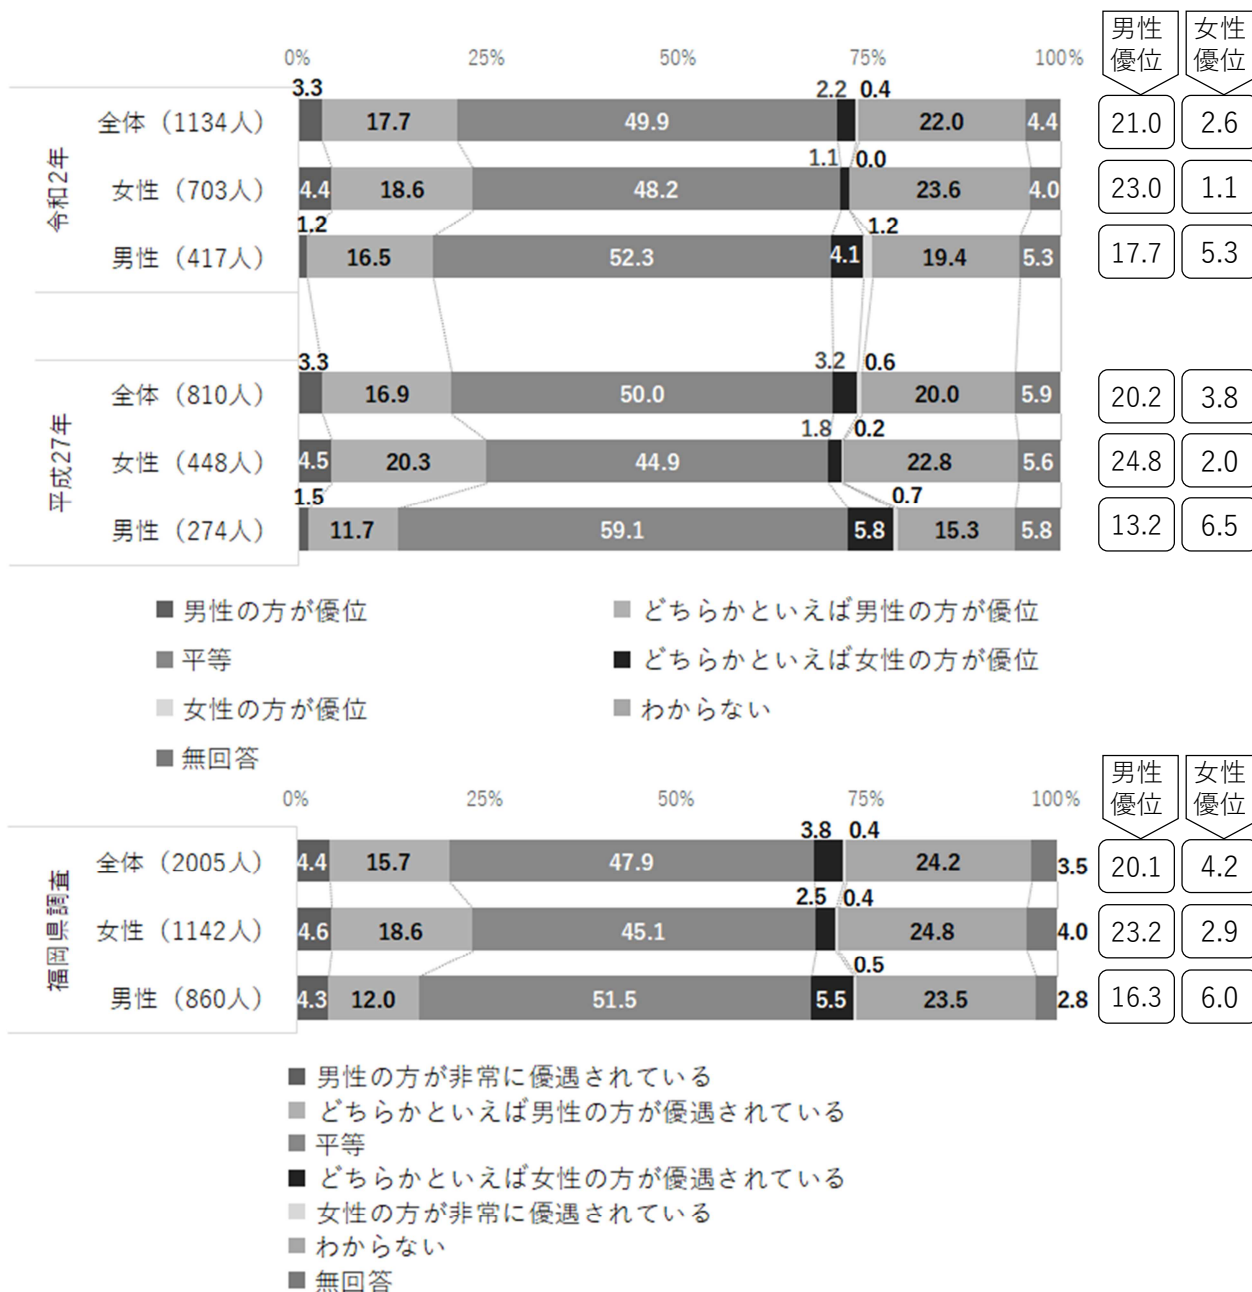 男性優位 女性優位
0% 25% 50% 75% 100%
令和2年
3.3 2.2 0.4
全体（1134人） 17.7 49.9 22.0 4.4 21.0 2.6
1.1 0.0
女性（703人） 4.4 18.6 48.2 23.6 4.0 23.0 1.1
1.2 1.2
男性（417人） 16.5 52.3 4.1 19.4 5.3 17.7 5.3
平成27年
3.3 3.2 0.6
全体（810人） 16.9 50.0 20.0 5.9 20.2 3.8
1.8 0.2
女性（448人） 4.5 20.3 44.9 22.8 5.6 24.8 2.0
1.5 0.7
男性（274人） 11.7 59.1 5.8 15.3 5.8 13.2 6.5
■ 男性の方が優位 ■ どちらかといえば男性の方が優位
■ 平等 ■ どちらかといえば女性の方が優位
■ 女性の方が優位 ■ わからない
■ 無回答
男性優位 女性優位
0% 25% 50% 75% 100%
福岡県調査
3.8 0.4
全体（2005人） 4.4 15.7 47.9 24.2 3.5 20.1 4.2
2.5 0.4
女性（1142人） 4.6 18.6 45.1 24.8 4.0 23.2 2.9
0.5
男性（860人） 4.3 12.0 51.5 5.5 23.5 2.8 16.3 6.0
■ 男性の方が非常に優遇されている
■ どちらかといえば男性の方が優遇されている
■ 平等
■ どちらかといえば女性の方が優遇されている
■ 女性の方が非常に優遇されている
■ わからない
■ 無回答